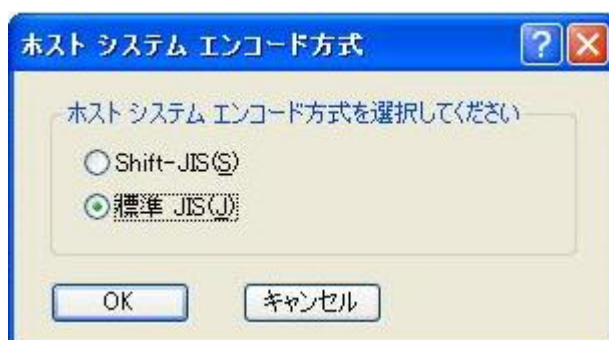 ホスト システム エンコード方式
ホスト システム エンコード方式を選択してください
Shift-JIS(S)
標準 JIS(J)
OK
キャンセル